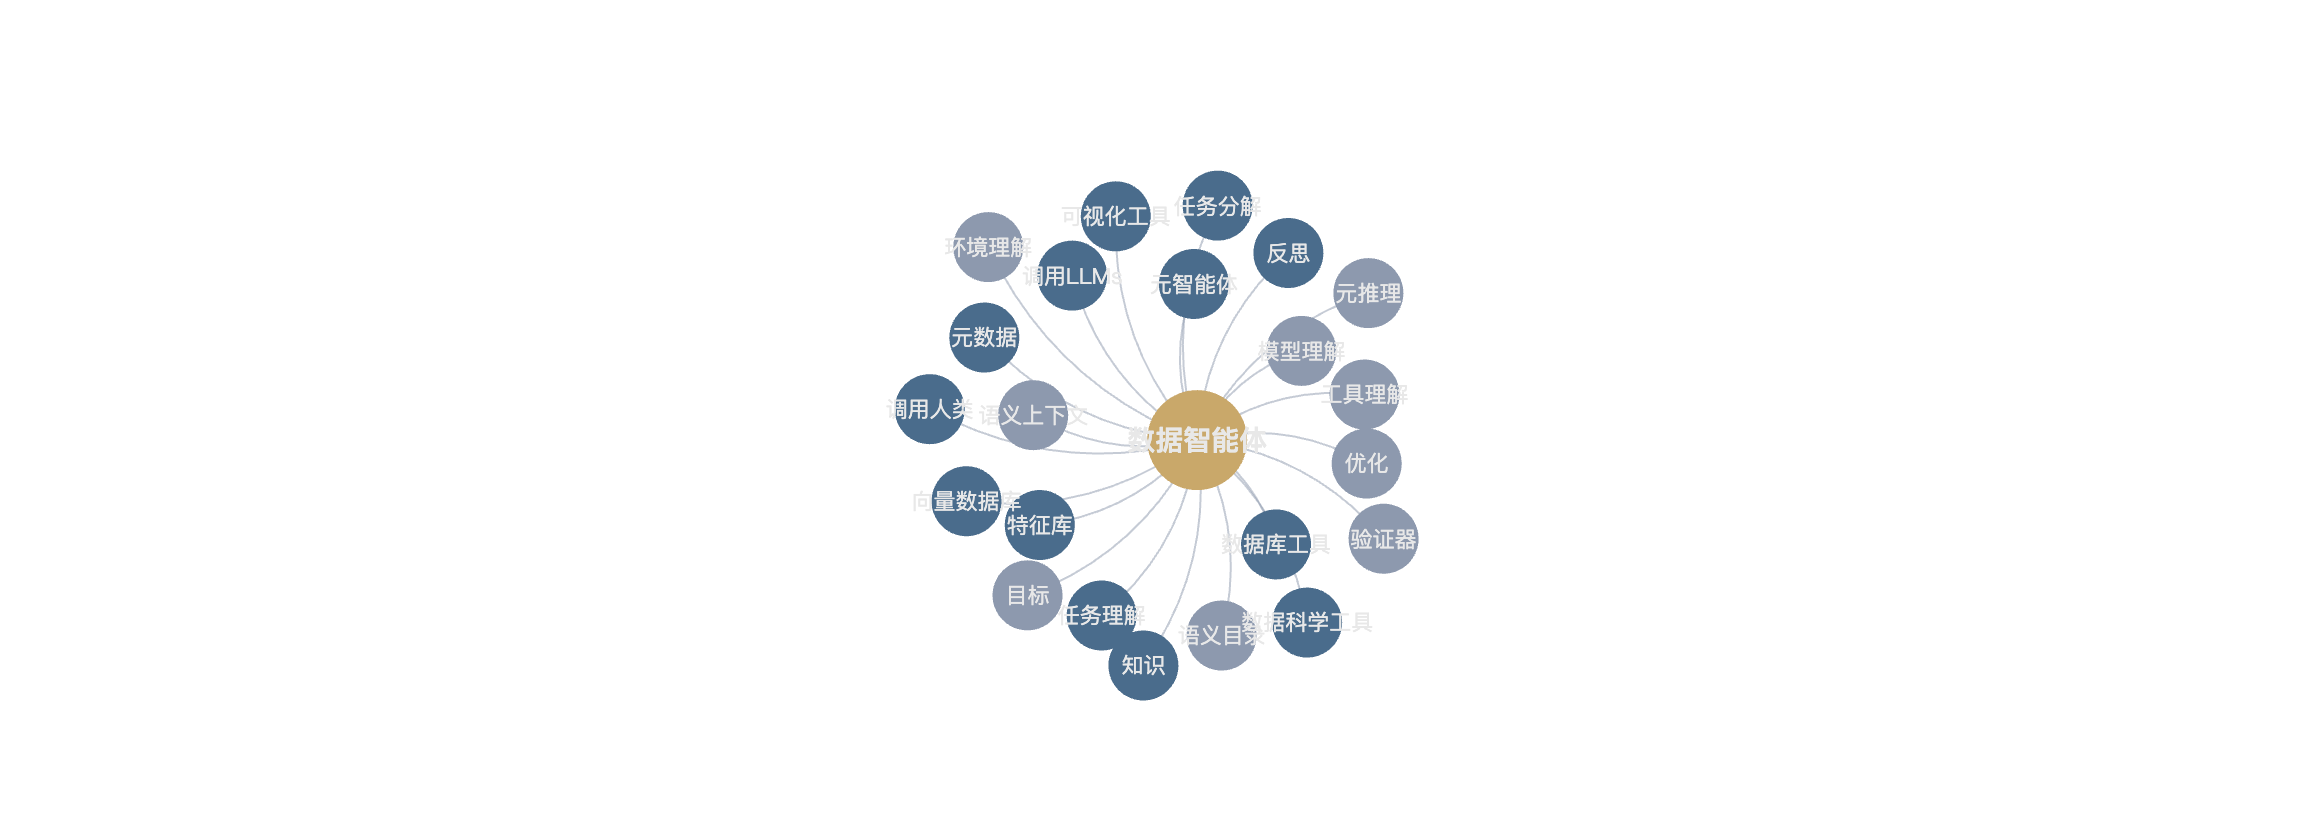 任务分解
可视化工具
环境理解
反思
调用LLMs
元智能体
元推理
元数据
模型理解
工具理解
调用人类
语义上下文
数据智能体
优化
向量数据库
特征库
验证器
数据库工具
目标
任务理解
数据科学工具
语义目录
知识